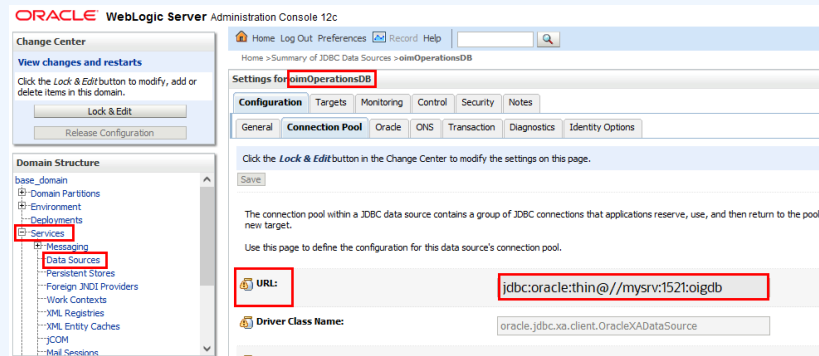 ORACLE WebLogic Server Administration Console 12c
Change Center
View changes and restarts
Click the Lock & Edit button to modify, add or
delete items in this domain.
Lock & Edit
Release Configuration
Domain Structure
base_domain
Domain Partitions
Environment
Deployments
Services
Messaging
Data Sources
Persistent Stores
Foreign JNDI Providers
Work Contexts
XML Registries
XML Entity Caches
jCOM
Mail Sessions
Home Log Out Preferences Record Help
Home >Summary of JDBC Data Sources >oimOperationsDB
Settings for oimOperationsDB
Configuration Targets Monitoring Control Security Notes
General Connection Pool Oracle ONS Transaction Diagnostics Identity Options
Click the Lock & Edit button in the Change Center to modify the settings on this page.
Save
The connection pool within a JDBC data source contains a group of JDBC connections that applications reserve, use, and then return to the pool
new target.
Use this page to define the configuration for this data source's connection pool.
URL: jdbc:oracle:thin@//mysrv:1521:oigdb
Driver Class Name: oracle.jdbc.xa.client.OracleXADataSource